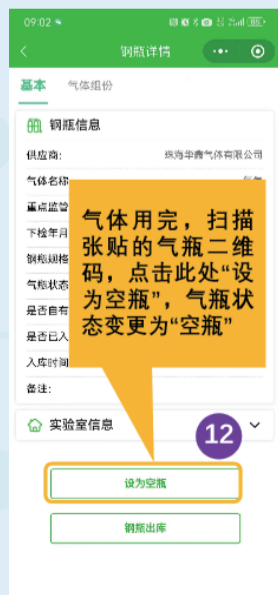 09:02
钢瓶详情
基本 气体组份
钢瓶信息
供应商: 珠海华鑫气体有限公司
气体名称
重点监管
下检年月
钢瓶规格
气瓶状态
是否自有
是否已入
入库时间
备注:
气体用完，扫描
张贴的气瓶二维
码，点击此处“设
为空瓶”，气瓶状
态变更为“空瓶”
实验室信息
12
设为空瓶
钢瓶出库